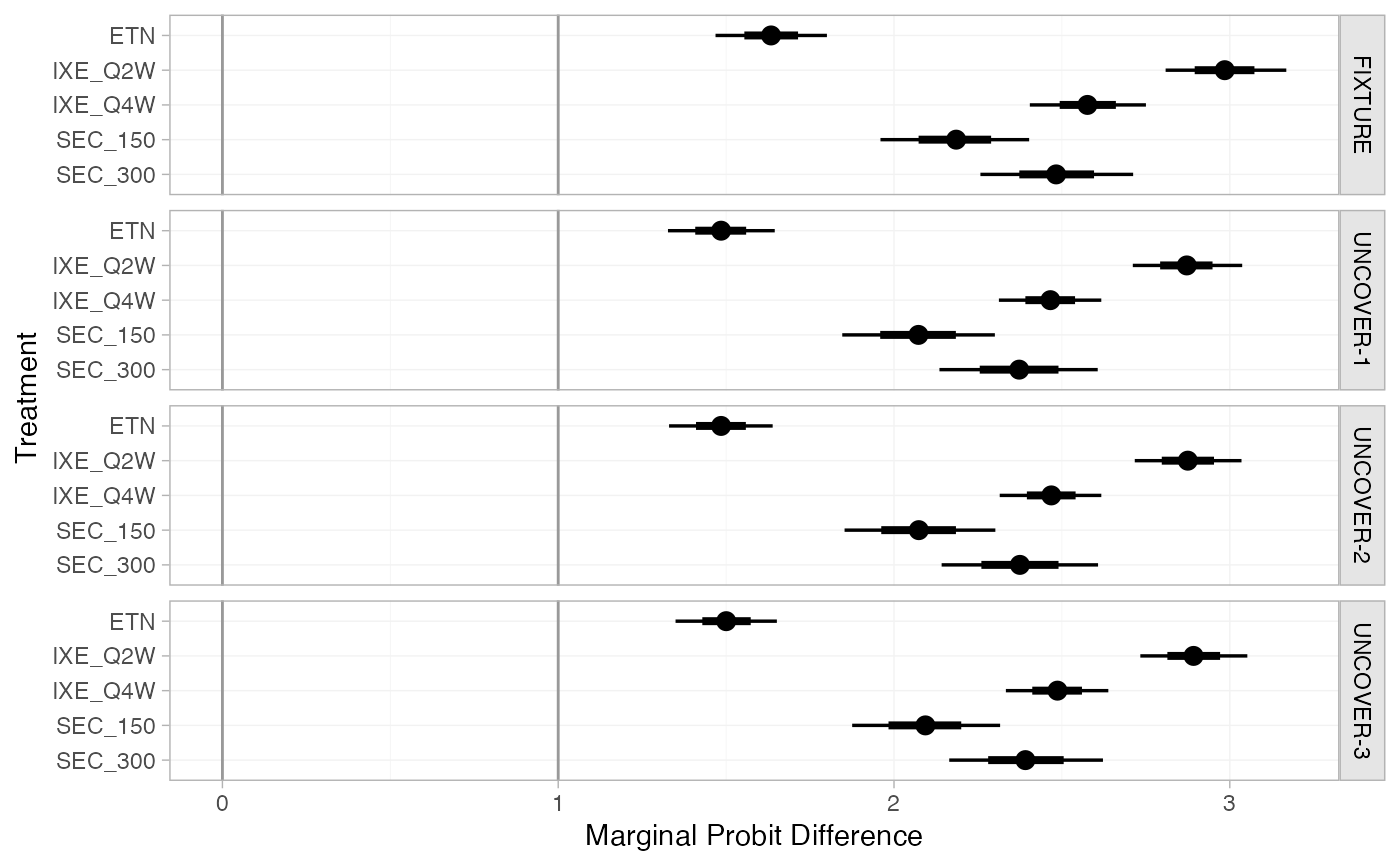 ETN
IXE_Q2W
IXE_Q4W
SEC_150
SEC_300
FIXTURE
ETN
IXE_Q2W
IXE_Q4W
SEC_150
SEC_300
UNCOVER-1
ETN
IXE_Q2W
IXE_Q4W
SEC_150
SEC_300
UNCOVER-2
ETN
IXE_Q2W
IXE_Q4W
SEC_150
SEC_300
UNCOVER-3
Treatment
0 1 2 3
Marginal Probit Difference